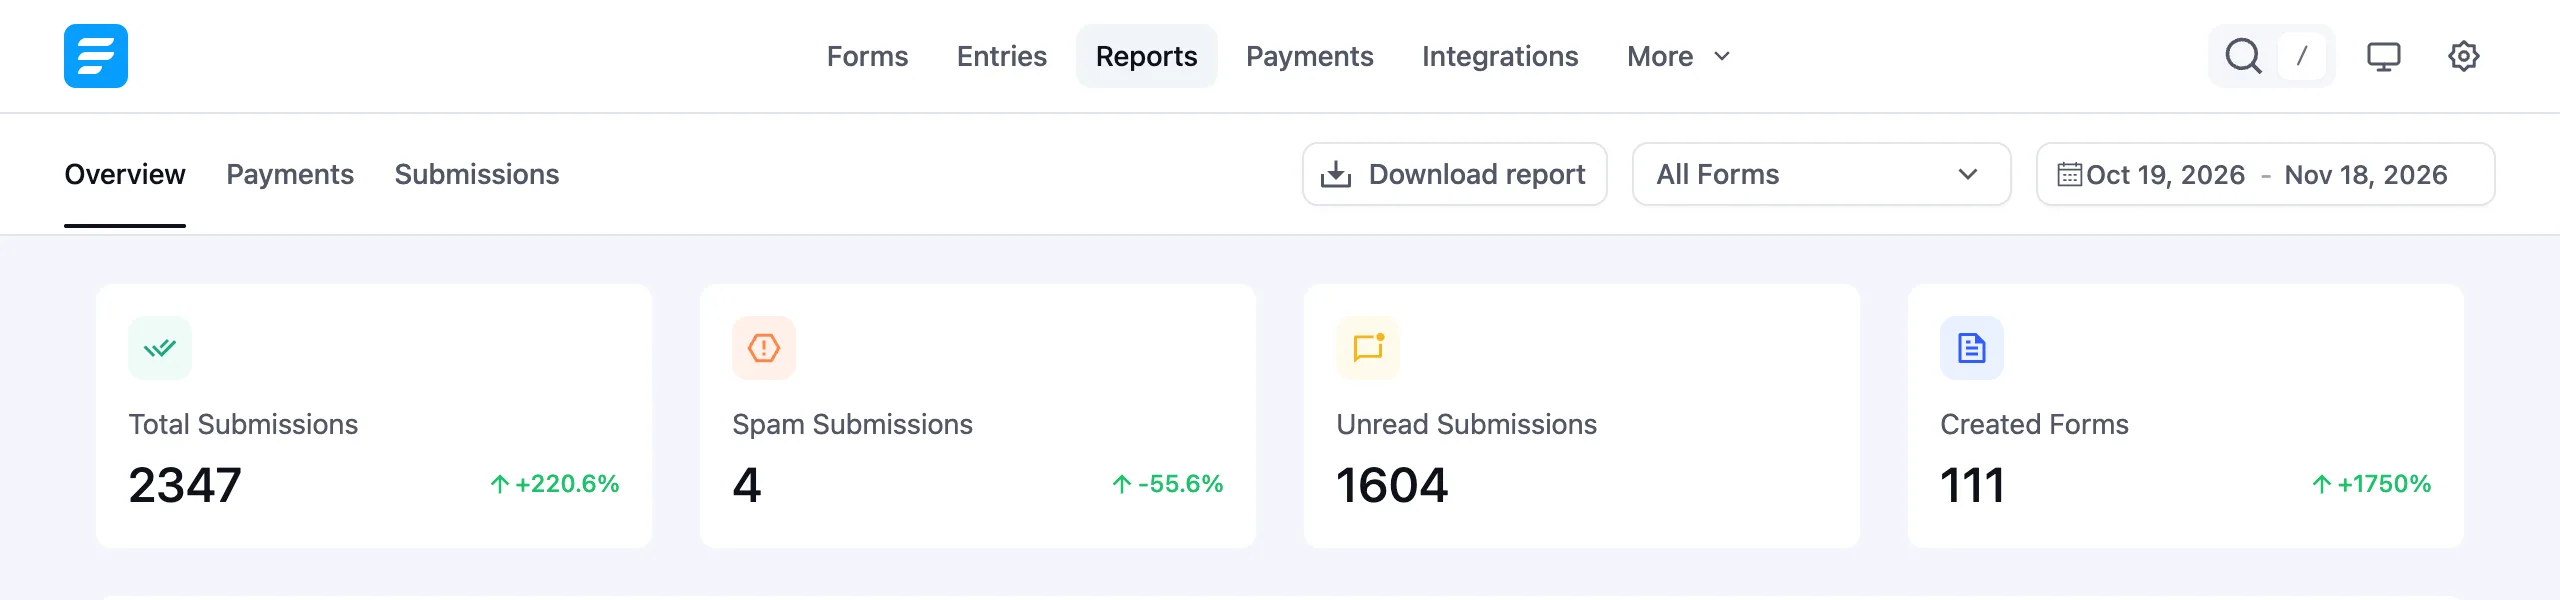 Forms Entries Reports Payments Integrations More /
Overview Payments Submissions Download report All Forms Oct 19, 2026 - Nov 18, 2026
Total Submissions
2347 ↑ +220.6%
Spam Submissions
4 ↑ -55.6%
Unread Submissions
1604
Created Forms
111 ↑ +1750%